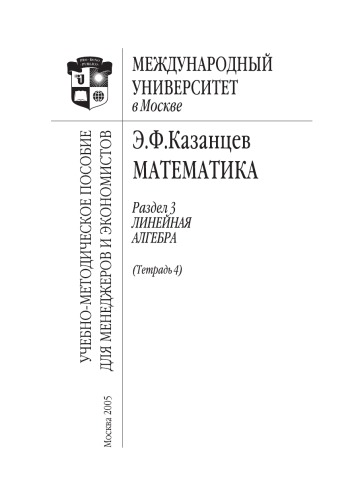 МЕЖДУНАРОДНЫЙ
УНИВЕРСИТЕТ
в Москве
Э.Ф.Казанцев
МАТЕМАТИКА
Раздел 3
ЛИНЕЙНАЯ
АЛГЕБРА
(Тетрадь 4)
УЧЕБНО-МЕТОДИЧЕСКОЕ ПОСОБИЕ
ДЛЯ МЕНЕДЖЕРОВ И ЭКОНОМИСТОВ
Москва 2005